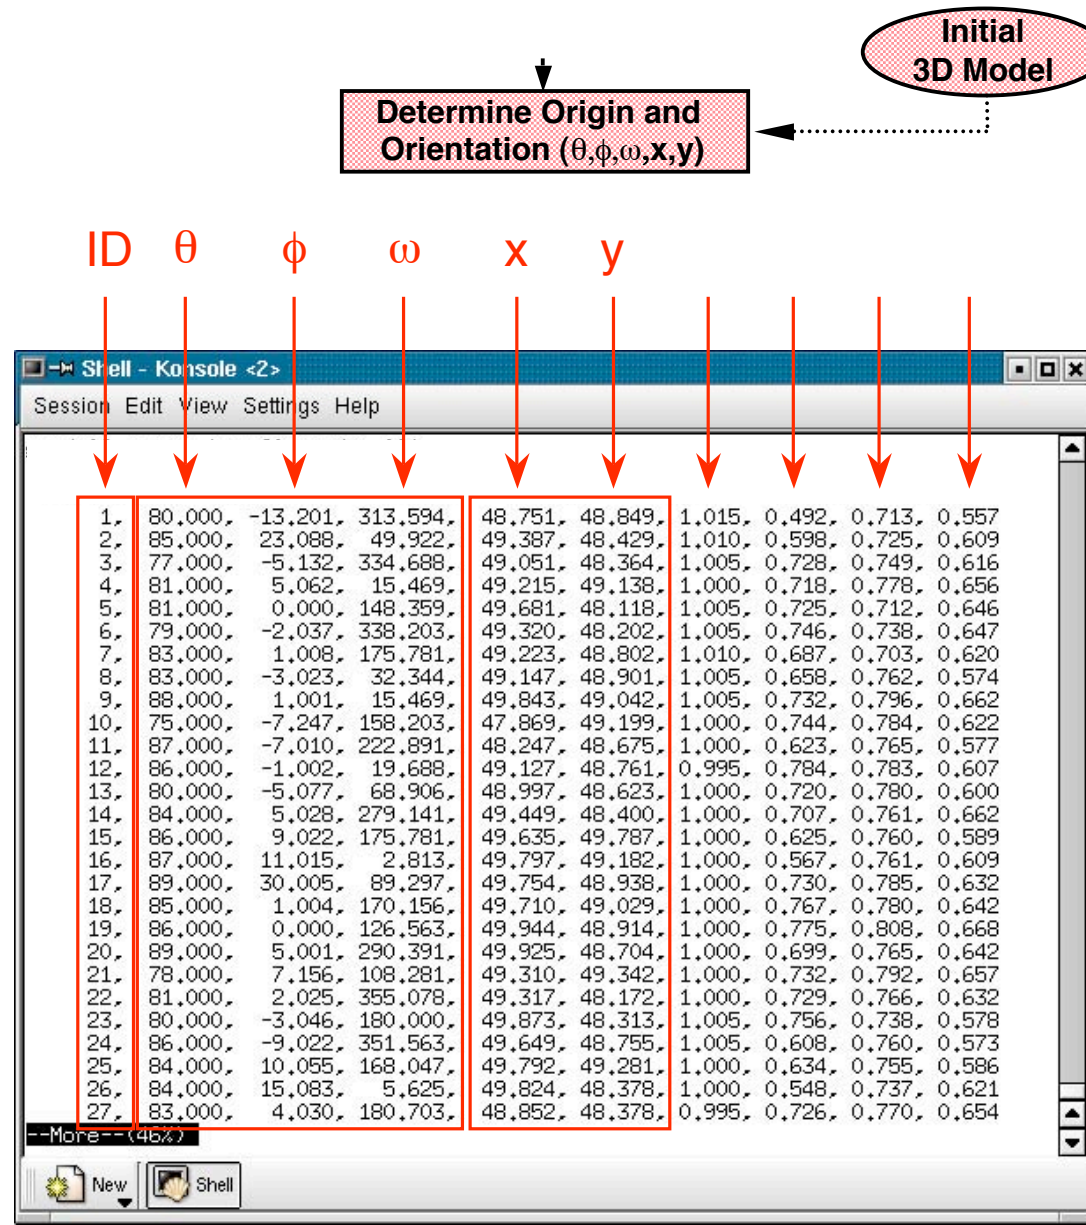 Initial
3D Model
Determine Origin and
Orientation (θ,ϕ,ω,x,y)
ID θ ϕ ω x y
Shell - Konsole <2>
Session Edit View Settings Help
1, 80.000, -13.201, 313.594, 48.751, 48.849, 1.015, 0.492, 0.713, 0.557
2, 85.000, 23.088, 49.922, 49.387, 48.429, 1.010, 0.598, 0.725, 0.609
3, 77.000, -5.132, 334.688, 49.051, 48.364, 1.005, 0.728, 0.749, 0.616
4, 81.000, 5.062, 15.469, 49.215, 49.138, 1.000, 0.718, 0.778, 0.656
5, 81.000, 0.000, 148.359, 49.681, 48.118, 1.005, 0.725, 0.712, 0.646
6, 79.000, -2.037, 338.203, 49.320, 48.202, 1.005, 0.746, 0.738, 0.647
7, 83.000, 1.008, 175.781, 49.223, 48.802, 1.010, 0.687, 0.703, 0.620
8, 83.000, -3.023, 32.344, 49.147, 48.901, 1.005, 0.658, 0.762, 0.574
9, 88.000, 1.001, 15.469, 49.843, 49.042, 1.005, 0.732, 0.796, 0.662
10, 75.000, -7.247, 158.203, 47.869, 49.199, 1.000, 0.744, 0.784, 0.622
11, 87.000, -7.010, 222.891, 48.247, 48.675, 1.000, 0.623, 0.765, 0.577
12, 86.000, -1.002, 19.688, 49.127, 48.761, 0.995, 0.784, 0.783, 0.607
13, 80.000, -5.077, 68.906, 48.997, 48.623, 1.000, 0.720, 0.780, 0.600
14, 84.000, 5.028, 279.141, 49.449, 48.400, 1.000, 0.707, 0.761, 0.662
15, 86.000, 9.022, 175.781, 49.635, 49.787, 1.000, 0.625, 0.760, 0.589
16, 87.000, 11.015, 2.813, 49.797, 49.182, 1.000, 0.567, 0.761, 0.609
17, 89.000, 30.005, 89.297, 49.754, 48.938, 1.000, 0.730, 0.785, 0.632
18, 85.000, 1.004, 170.156, 49.710, 49.029, 1.000, 0.767, 0.780, 0.642
19, 86.000, 0.000, 126.563, 49.944, 48.914, 1.000, 0.775, 0.808, 0.668
20, 89.000, 5.001, 290.391, 49.925, 48.704, 1.000, 0.699, 0.765, 0.642
21, 78.000, 7.156, 108.281, 49.310, 49.342, 1.000, 0.732, 0.792, 0.657
22, 81.000, 2.025, 355.078, 49.317, 48.172, 1.000, 0.729, 0.766, 0.632
23, 80.000, -3.046, 180.000, 49.873, 48.313, 1.005, 0.756, 0.738, 0.578
24, 86.000, -9.022, 351.563, 49.649, 48.755, 1.005, 0.608, 0.760, 0.573
25, 84.000, 10.055, 168.047, 49.792, 49.281, 1.000, 0.634, 0.755, 0.586
26, 84.000, 15.083, 5.625, 49.824, 48.378, 1.000, 0.548, 0.737, 0.621
27, 83.000, 4.030, 180.703, 48.852, 48.378, 0.995, 0.726, 0.770, 0.654
--More--(46%)
New Shell